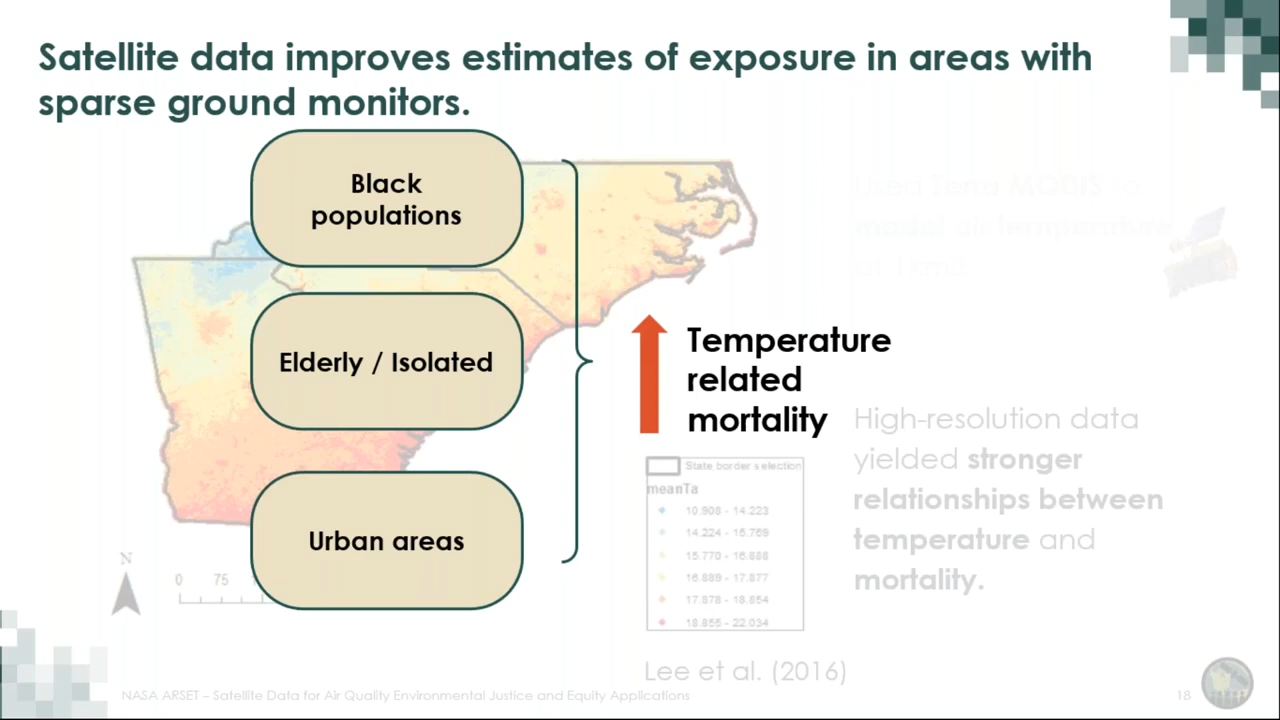 Satellite data improves estimates of exposure in areas with
sparse ground monitors.
Black
populations
Elderly / Isolated
Urban areas
Temperature
related
mortality
Used Terra MODIS to
model air temperature
at 1km.
High-resolution data
yielded stronger
relationships between
temperature and
mortality.
State border selection
meanTa
10.908 - 14.223
14.224 - 15.769
15.770 - 16.888
16.889 - 17.877
17.878 - 18.854
18.855 - 22.034
N
0 75
Lee et al. (2016)
NASA ARSET – Satellite Data for Air Quality Environmental Justice and Equity Applications
18